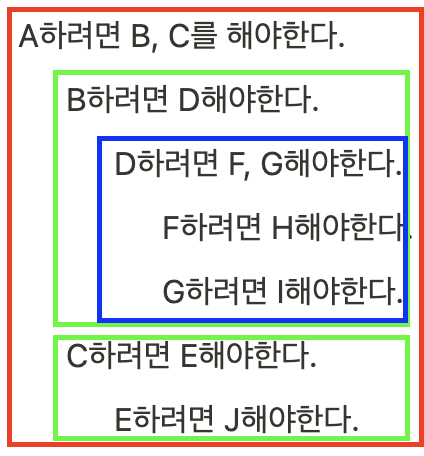 A하려면 B, C를 해야한다.
B하려면 D해야한다.
D하려면 F, G해야한다.
F하려면 H해야한다.
G하려면 I해야한다.
C하려면 E해야한다.
E하려면 J해야한다.